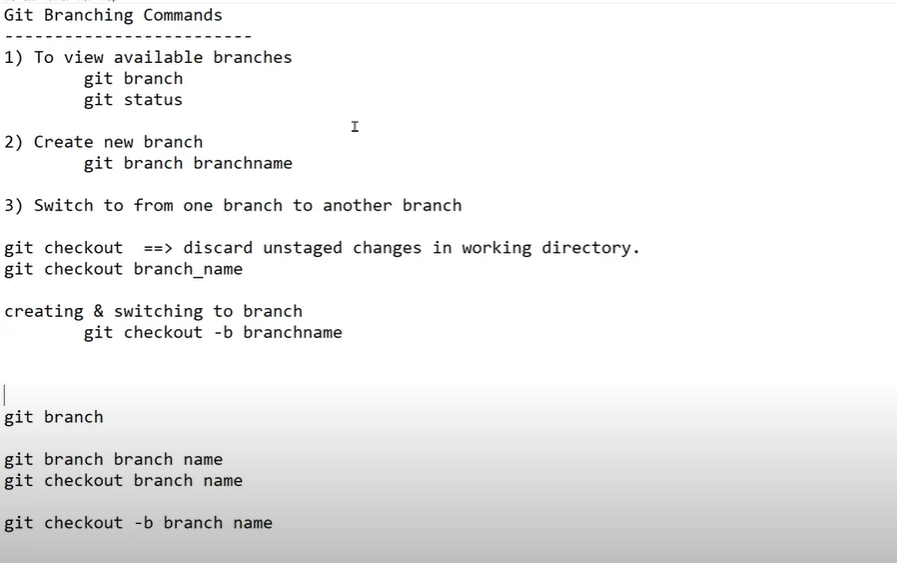 Git Branching Commands
-------------------------
1) To view available branches
git branch
git status
2) Create new branch
git branch branchname
3) Switch to from one branch to another branch
git checkout ==> discard unstaged changes in working directory.
git checkout branch_name
creating & switching to branch
git checkout -b branchname
git branch
git branch branch name
git checkout branch name
git checkout -b branch name